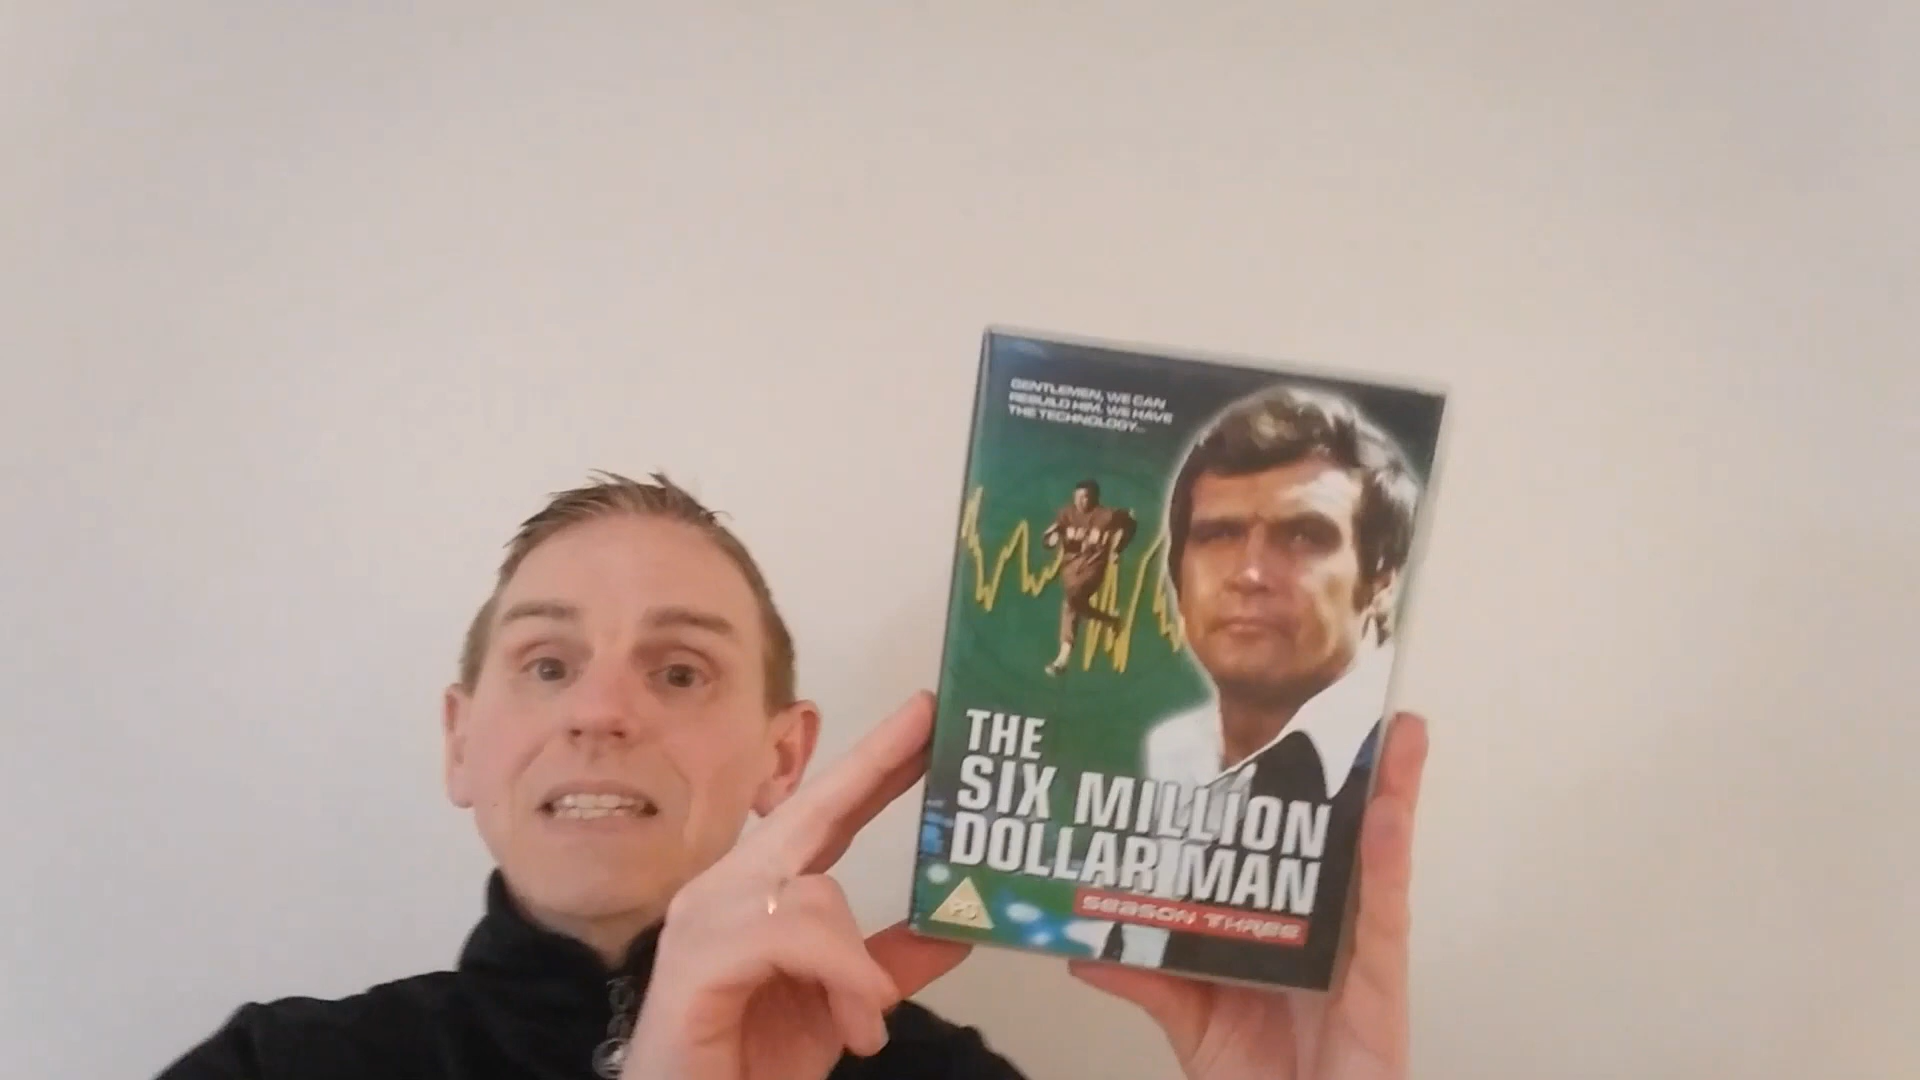 GENTLEMEN, WE CAN
REBUILD HIM. WE HAVE
THE TECHNOLOGY...
THE
SIX MILLION
DOLLAR MAN
PG
SEASON THREE